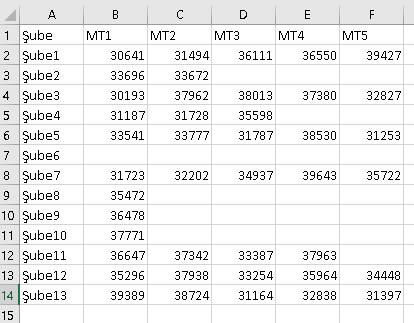 A B C D E F
1 Şube MT1 MT2 MT3 MT4 MT5
2 Şube1 30641 31494 36111 36550 39427
3 Şube2 33696 33672
4 Şube3 30193 37962 38013 37380 32827
5 Şube4 31187 31728 35598
6 Şube5 33541 33777 31787 38530 31253
7 Şube6
8 Şube7 31723 32202 34937 39643 35722
9 Şube8 35472
10 Şube9 36478
11 Şube10 37771
12 Şube11 36647 37342 33387 37963
13 Şube12 35296 37938 33254 35964 34448
14 Şube13 39389 38724 31164 32838 31397
15